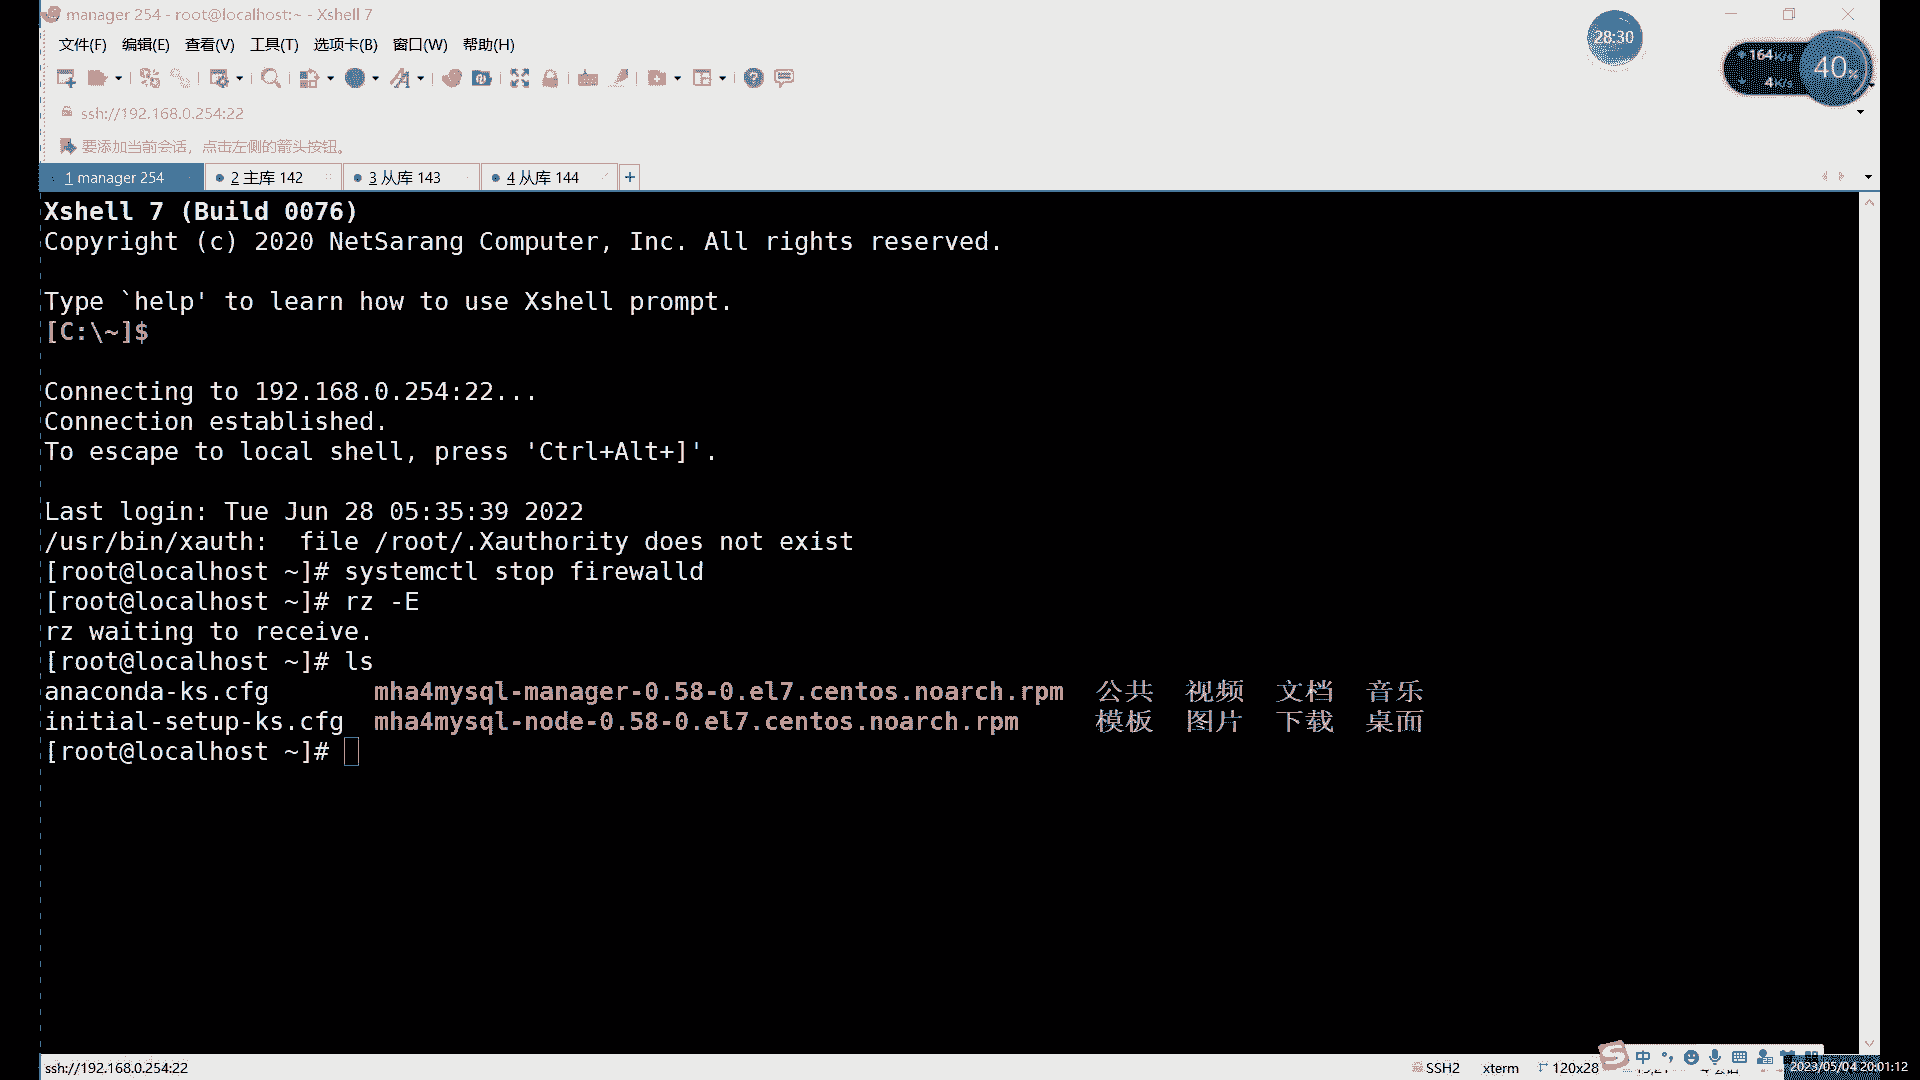 manager 254 - root@localhost:~ - Xshell 7
28:30
文件(F) 编辑(E) 查看(V) 工具(T) 选项卡(B) 窗口(W) 帮助(H)
164K/s
4K/s
40%
ssh://192.168.0.254:22
要添加当前会话，点击左侧的箭头按钮。
1 manager 254
2 主库 142
3 从库 143
4 从库 144
+
Xshell 7 (Build 0076)
Copyright (c) 2020 NetSarang Computer, Inc. All rights reserved.
Type `help' to learn how to use Xshell prompt.
[C:\~]$
Connecting to 192.168.0.254:22...
Connection established.
To escape to local shell, press 'Ctrl+Alt+]'.
Last login: Tue Jun 28 05:35:39 2022
/usr/bin/xauth:  file /root/.Xauthority does not exist
[root@localhost ~]# systemctl stop firewalld
[root@localhost ~]# rz -E
rz waiting to receive.
[root@localhost ~]# ls
anaconda-ks.cfg       mha4mysql-manager-0.58-0.el7.centos.noarch.rpm  公共  视频  文档  音乐
initial-setup-ks.cfg  mha4mysql-node-0.58-0.el7.centos.noarch.rpm     模板  图片  下载  桌面
[root@localhost ~]#
ssh://192.168.0.254:22
SSH2
xterm
120x28
中
2023/05/04 20:01:12